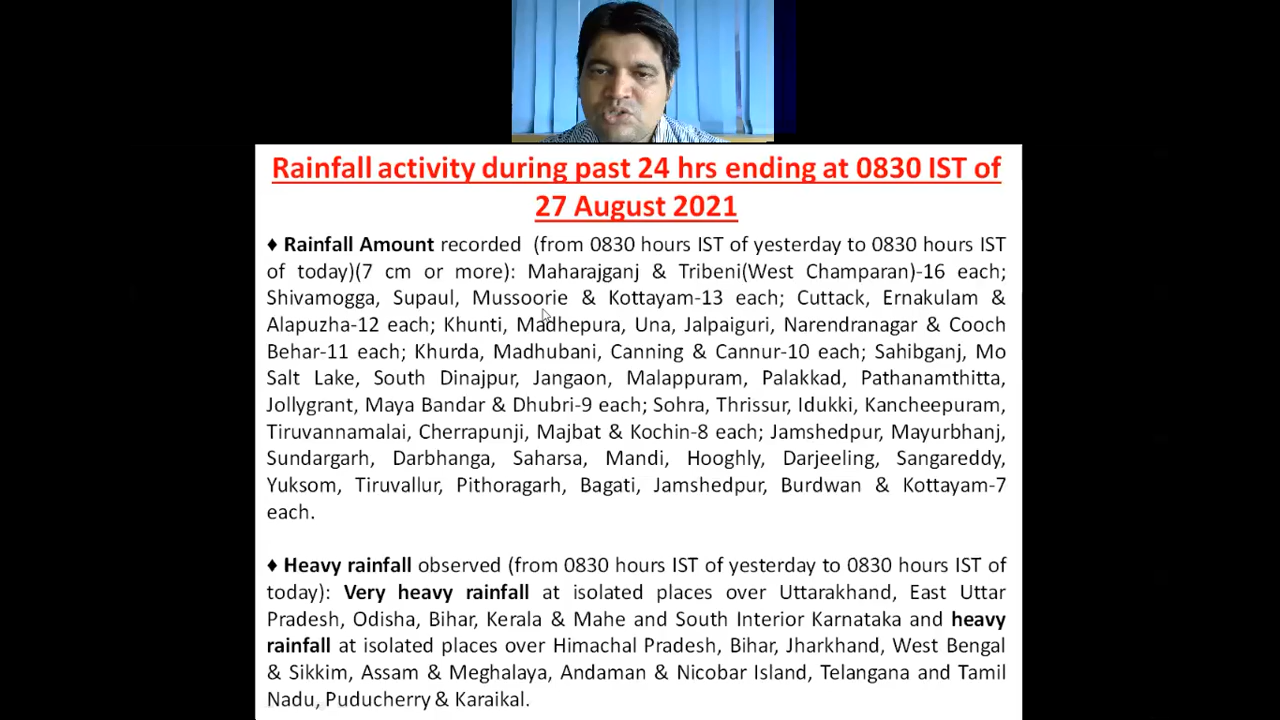 Rainfall activity during past 24 hrs ending at 0830 IST of
27 August 2021
♦ Rainfall Amount recorded (from 0830 hours IST of yesterday to 0830 hours IST
of today)(7 cm or more): Maharajganj & Tribeni(West Champaran)-16 each;
Shivamogga, Supaul, Mussoorie & Kottayam-13 each; Cuttack, Ernakulam &
Alapuzha-12 each; Khunti, Madhepura, Una, Jalpaiguri, Narendranagar & Cooch
Behar-11 each; Khurda, Madhubani, Canning & Cannur-10 each; Sahibganj, Mo
Salt Lake, South Dinajpur, Jangaon, Malappuram, Palakkad, Pathanamthitta,
Jollygrant, Maya Bandar & Dhubri-9 each; Sohra, Thrissur, Idukki, Kancheepuram,
Tiruvannamalai, Cherrapunji, Majbat & Kochin-8 each; Jamshedpur, Mayurbhanj,
Sundargarh, Darbhanga, Saharsa, Mandi, Hooghly, Darjeeling, Sangareddy,
Yuksom, Tiruvallur, Pithoragarh, Bagati, Jamshedpur, Burdwan & Kottayam-7
each.
♦ Heavy rainfall observed (from 0830 hours IST of yesterday to 0830 hours IST of
today): Very heavy rainfall at isolated places over Uttarakhand, East Uttar
Pradesh, Odisha, Bihar, Kerala & Mahe and South Interior Karnataka and heavy
rainfall at isolated places over Himachal Pradesh, Bihar, Jharkhand, West Bengal
& Sikkim, Assam & Meghalaya, Andaman & Nicobar Island, Telangana and Tamil
Nadu, Puducherry & Karaikal.